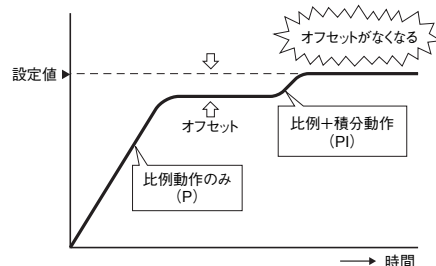 オフセットがなくなる
設定値
オフセット
比例＋積分動作
（PI）
比例動作のみ
（P）
時間